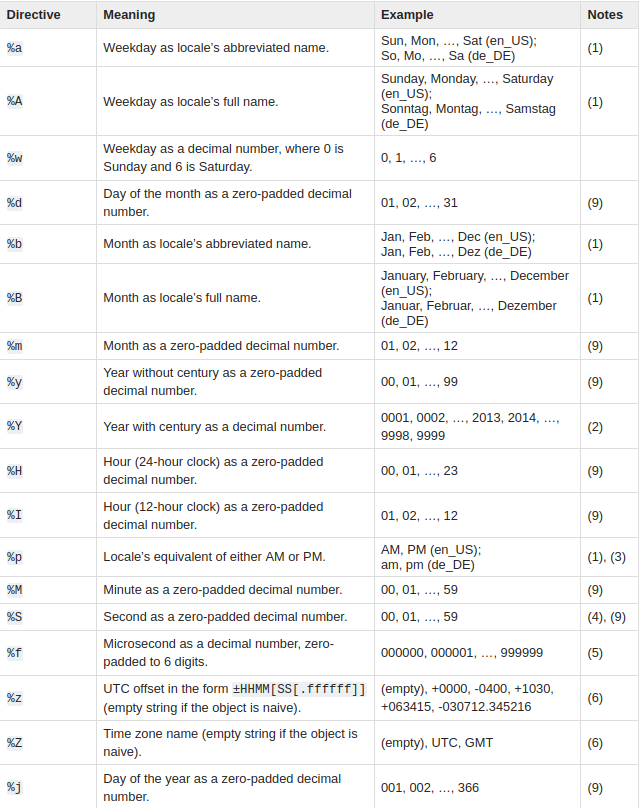 Directive Meaning Example Notes
%a Weekday as locale's abbreviated name. Sun, Mon, …, Sat (en_US); (1)
So, Mo, …, Sa (de_DE)
%A Weekday as locale's full name. Sunday, Monday, …, Saturday (1)
(en_US);
Sonntag, Montag, …, Samstag
(de_DE)
%w Weekday as a decimal number, where 0 is 0, 1, …, 6
Sunday and 6 is Saturday.
%d Day of the month as a zero-padded decimal 01, 02, …, 31 (9)
number.
%b Month as locale's abbreviated name. Jan, Feb, …, Dec (en_US); (1)
Jan, Feb, …, Dez (de_DE)
%B Month as locale's full name. January, February, …, December (1)
(en_US);
Januar, Februar, …, Dezember
(de_DE)
%m Month as a zero-padded decimal number. 01, 02, …, 12 (9)
%y Year without century as a zero-padded 00, 01, …, 99 (9)
decimal number.
%Y Year with century as a decimal number. 0001, 0002, …, 2013, 2014, …, (2)
9998, 9999
%H Hour (24-hour clock) as a zero-padded 00, 01, …, 23 (9)
decimal number.
%I Hour (12-hour clock) as a zero-padded 01, 02, …, 12 (9)
decimal number.
%p Locale's equivalent of either AM or PM. AM, PM (en_US); (1), (3)
am, pm (de_DE)
%M Minute as a zero-padded decimal number. 00, 01, …, 59 (9)
%S Second as a zero-padded decimal number. 00, 01, …, 59 (4), (9)
%f Microsecond as a decimal number, zero- 000000, 000001, …, 999999 (5)
padded to 6 digits.
%z UTC offset in the form ±HHMM[SS[.ffffff]] (empty), +0000, -0400, +1030, (6)
(empty string if the object is naive). +063415, -030712.345216
%Z Time zone name (empty string if the object is (empty), UTC, GMT (6)
naive).
%j Day of the year as a zero-padded decimal 001, 002, …, 366 (9)
number.